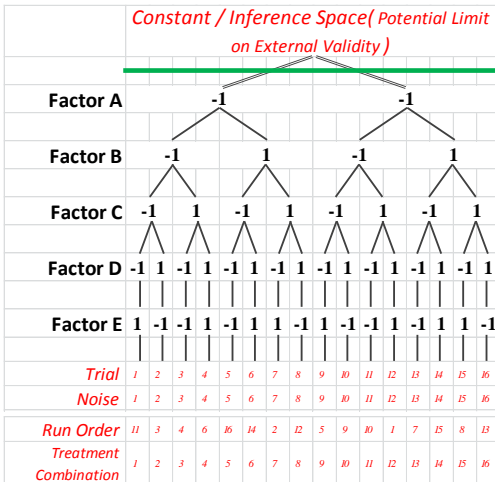 Constant / Inference Space( Potential Limit
on External Validity )
Factor A -1 -1
Factor B -1 1 -1 1
Factor C -1 1 -1 1 -1 1 -1 1
Factor D -1 1 -1 1 -1 1 -1 1 -1 1 -1 1 -1 1 -1 1
Factor E 1 -1 -1 1 -1 1 1 -1 1 -1 -1 1 -1 1 1 -1
Trial 1 2 3 4 5 6 7 8 9 10 11 12 13 14 15 16
Noise 1 2 3 4 5 6 7 8 9 10 11 12 13 14 15 16
Run Order 11 3 4 6 16 14 2 12 5 9 10 1 7 15 8 13
Treatment
Combination 1 2 3 4 5 6 7 8 9 10 11 12 13 14 15 16